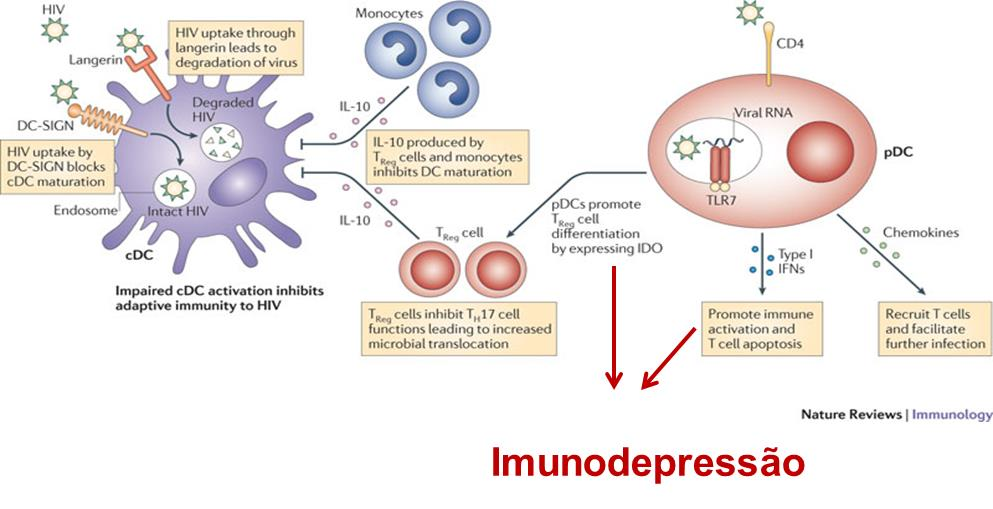 HIV
Langerin
HIV uptake through
langerin leads to
degradation of virus
DC-SIGN
HIV uptake by
DC-SIGN blocks
cDC maturation
Degraded
HIV
Endosome
Intact HIV
cDC
Impaired cDC activation inhibits
adaptive immunity to HIV
Monocytes
IL-10
IL-10 produced by
TReg cells and monocytes
inhibits DC maturation
IL-10
TReg cell
TReg cells inhibit TH17 cell
functions leading to increased
microbial translocation
pDCs promote
TReg cell
differentiation
by expressing IDO
CD4
Viral RNA
TLR7
pDC
Type I
IFNs
Chemokines
Promote immune
activation and
T cell apoptosis
Recruit T cells
and facilitate
further infection
Nature Reviews | Immunology
Imunodepressão